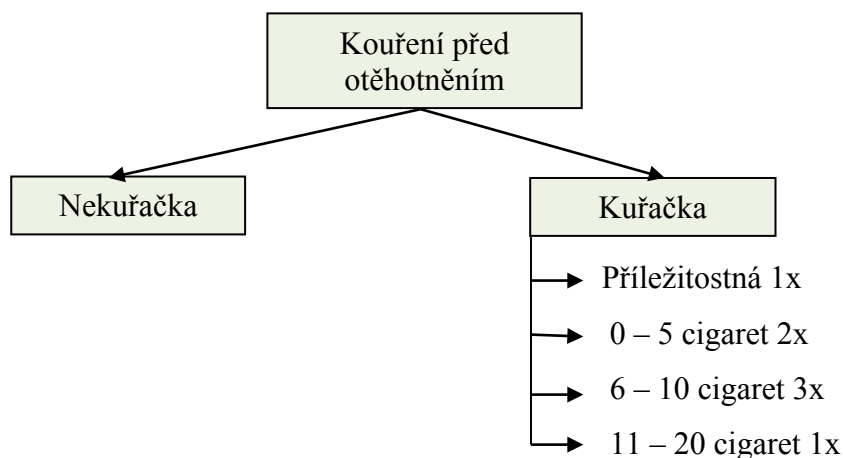 Kouření před
otěhotněním
Nekuřačka
Kuřačka
Příležitostná 1x
0 – 5 cigaret 2x
6 – 10 cigaret 3x
11 – 20 cigaret 1x